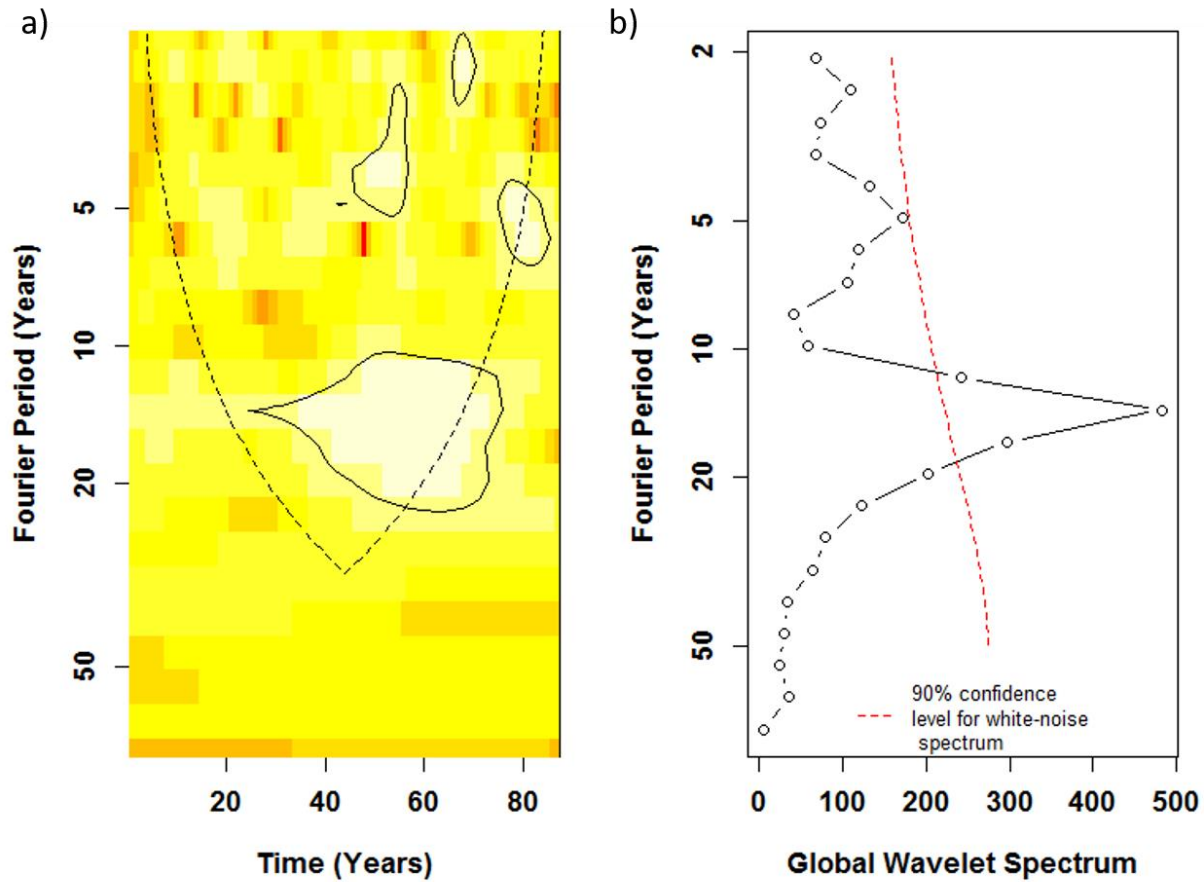 a)
Fourier Period (Years)
5
10
20
50
20
40
60
80
Time (Years)
b)
Fourier Period (Years)
2
5
10
20
50
90% confidence
level for white-noise
spectrum
0
100
200
300
400
500
Global Wavelet Spectrum